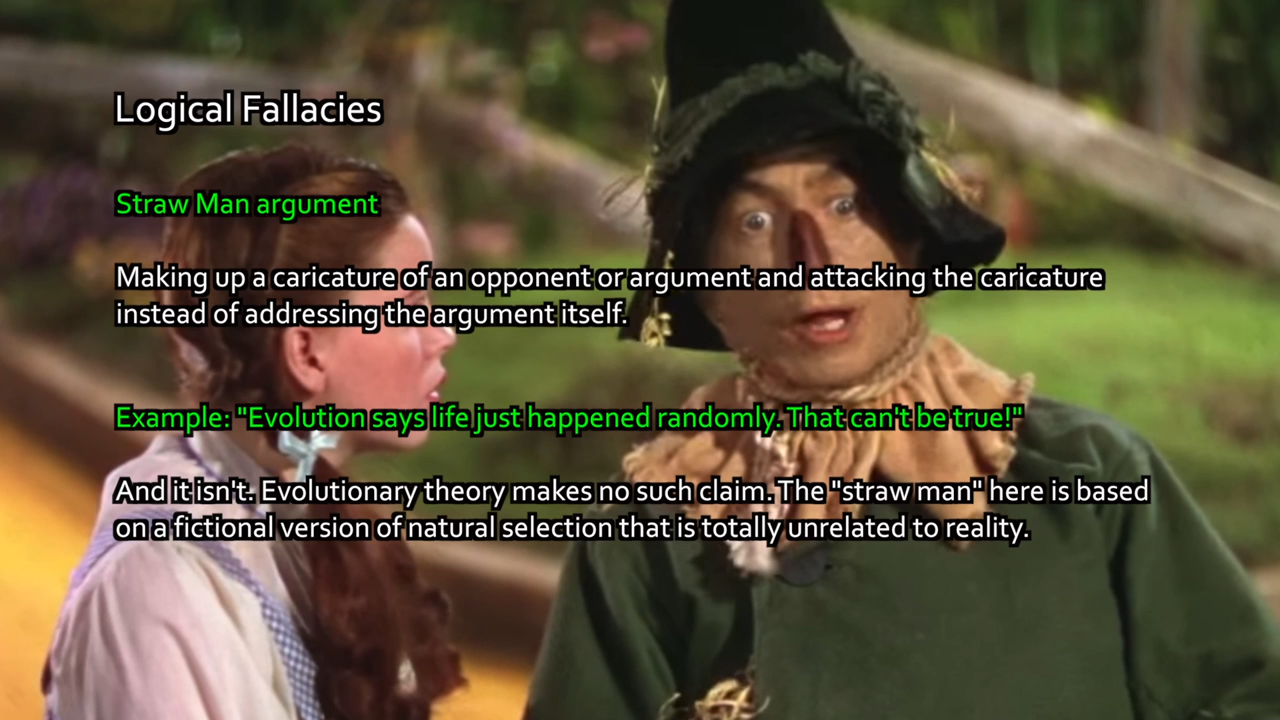 Logical Fallacies
Straw Man argument
Making up a caricature of an opponent or argument and attacking the caricature
instead of addressing the argument itself.
Example: "Evolution says life just happened randomly. That can't be true!"
And it isn't. Evolutionary theory makes no such claim. The "straw man" here is based
on a fictional version of natural selection that is totally unrelated to reality.